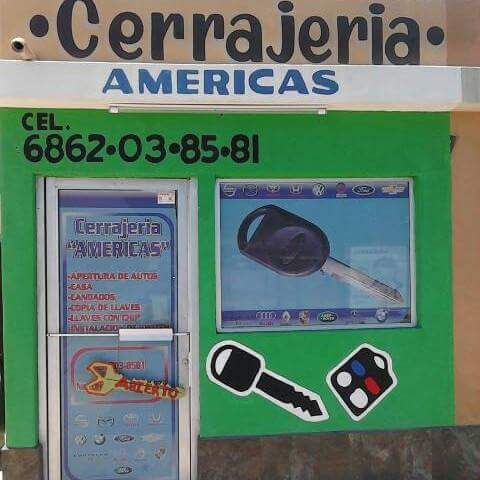 •Cerrajeria•
AMERICAS
CEL.
6862•03•85•81
Cerrajeria
"AMERICAS"
-APERTURA DE AUTOS
-CASA
-CANDADOS
-COPIA DE LLAVES
-LLAVES CON CHIP
ABIERTO
Ford